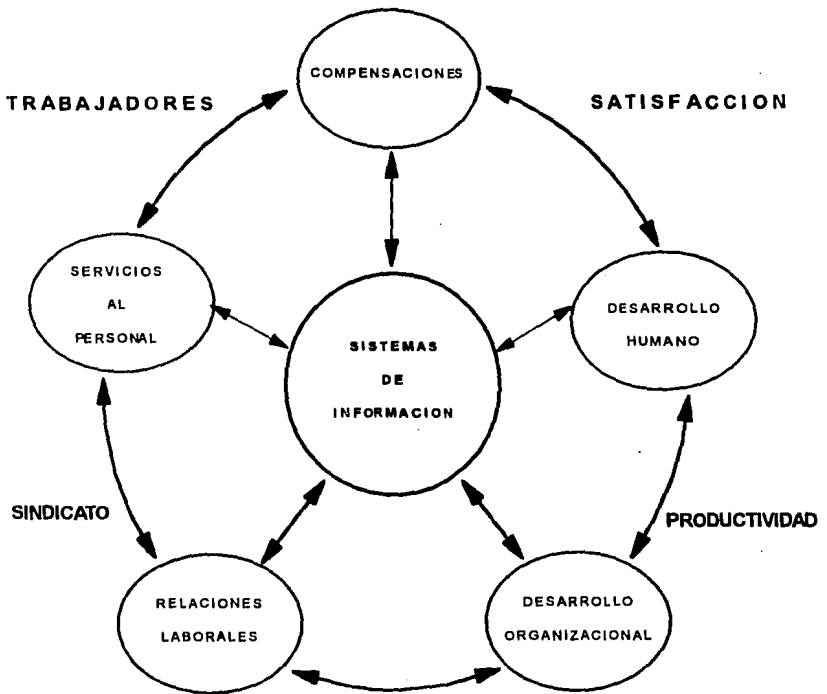 COMPENSACIONES
TRABAJADORES
SATISFACCION
SERVICIOS
AL
PERSONAL
DESARROLLO
HUMANO
SISTEMAS
DE
INFORMACION
SINDICATO
PRODUCTIVIDAD
RELACIONES
LABORALES
DESARROLLO
ORGANIZACIONAL